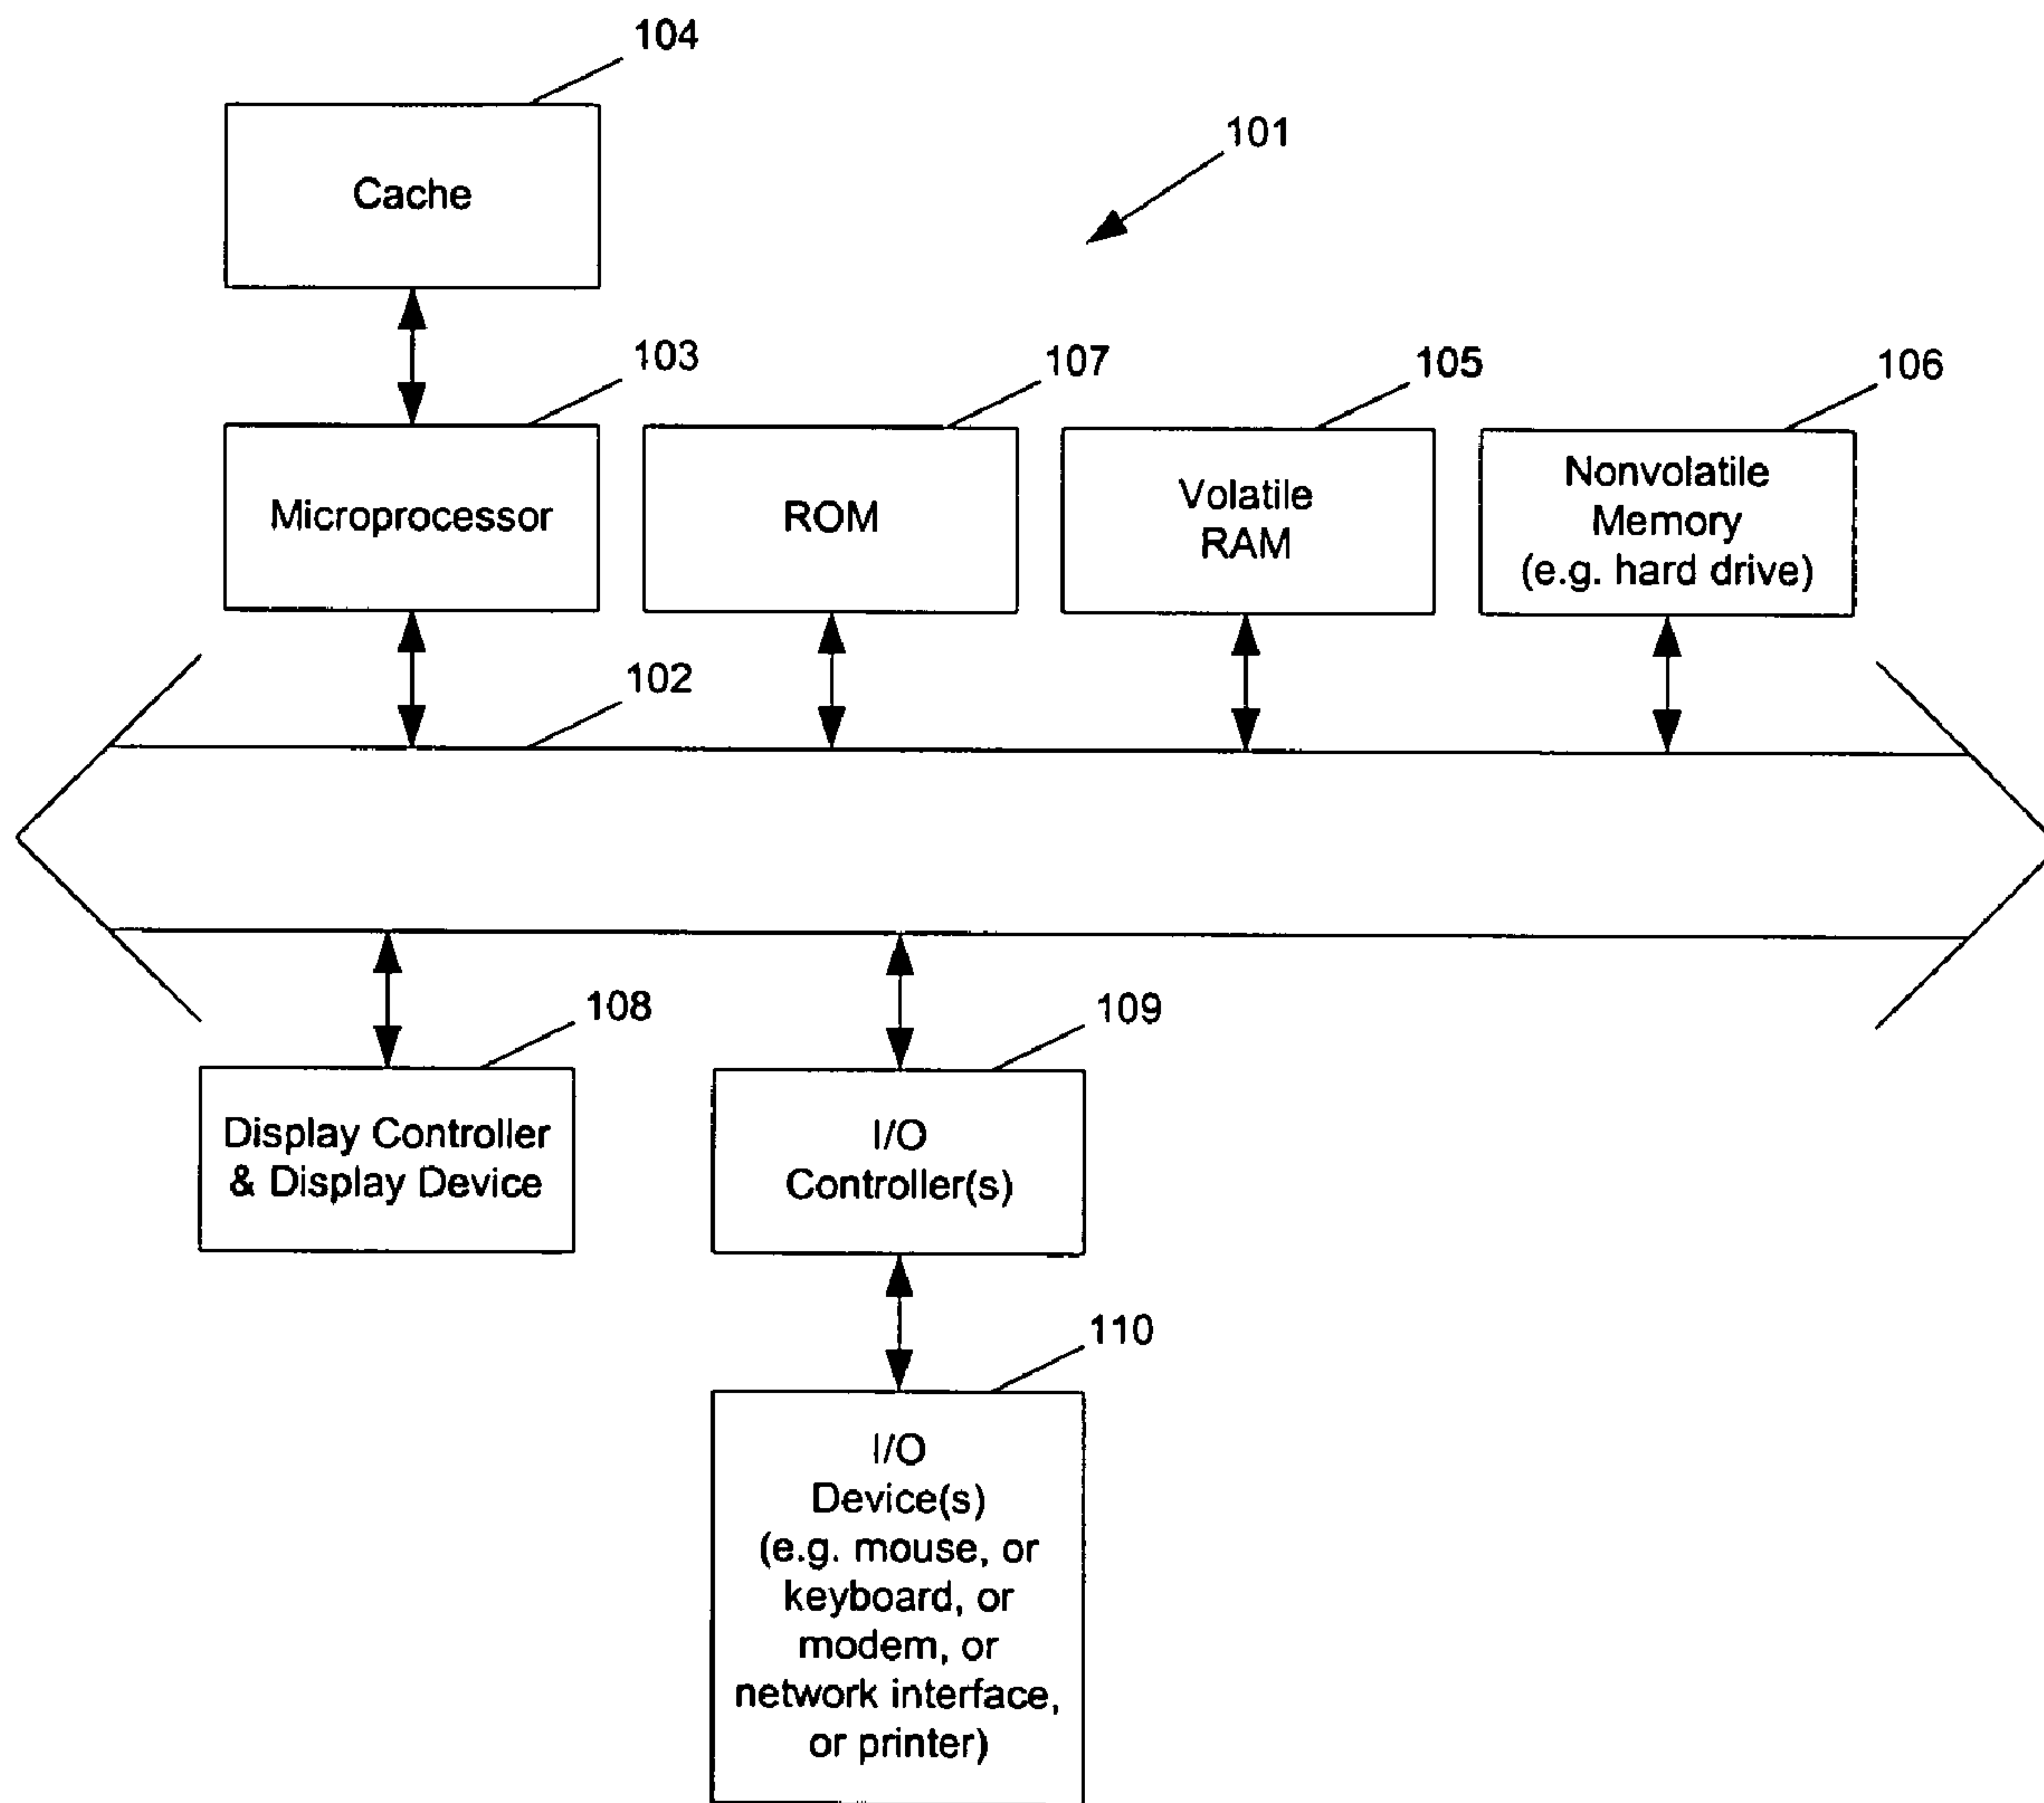 104
Cache
101
103
107
105
106
Microprocessor
ROM
Volatile
RAM
Nonvolatile
Memory
(e.g. hard drive)
102
108
109
Display Controller
& Display Device
I/O
Controller(s)
110
I/O
Device(s)
(e.g. mouse, or
keyboard, or
modem, or
network interface,
or printer)